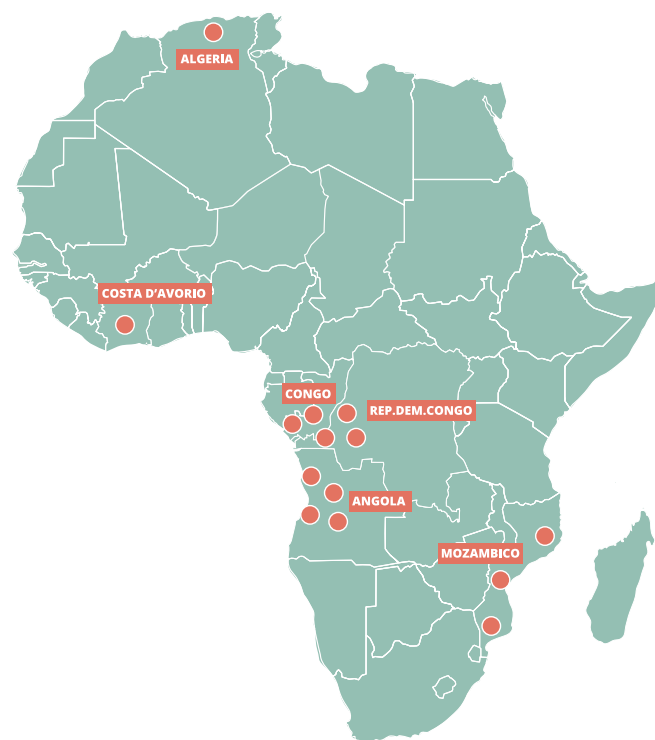 ALGERIA
COSTA D'AVORIO
CONGO
REP.DEM.CONGO
ANGOLA
MOZAMBICO